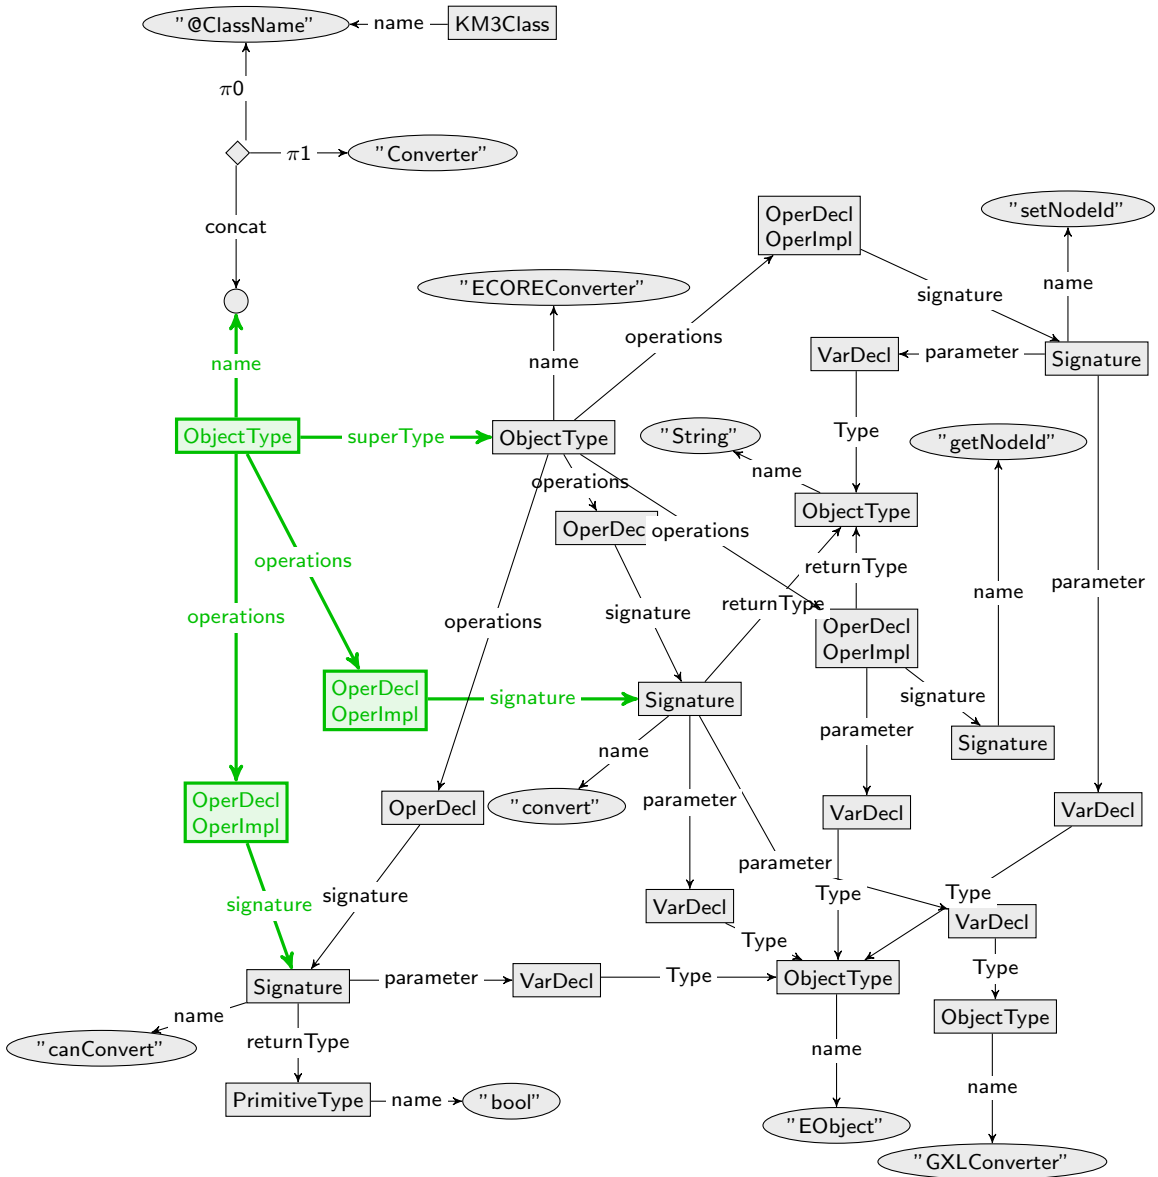 "@ClassName"
name
KM3Class
π0
π1
"Converter"
concat
OperDecl
OperImpl
"setNodeId"
"ECOREConverter"
signature
name
operations
name
name
VarDecl
parameter
Signature
ObjectType
superType
ObjectType
"String"
Type
"getNodeId"
name
operations
ObjectType
OperDecl
operations
operations
returnType
parameter
operations
operations
signature
returnType
name
OperDecl
OperImpl
OperDecl
OperImpl
signature
Signature
signature
parameter
Signature
name
OperDecl
OperImpl
OperDecl
"convert"
parameter
VarDecl
VarDecl
parameter
signature
signature
VarDecl
Type
Type
VarDecl
Type
Signature
parameter
VarDecl
Type
ObjectType
Type
name
ObjectType
"canConvert"
returnType
name
name
PrimitiveType
name
"bool"
"EObject"
"GXLConverter"